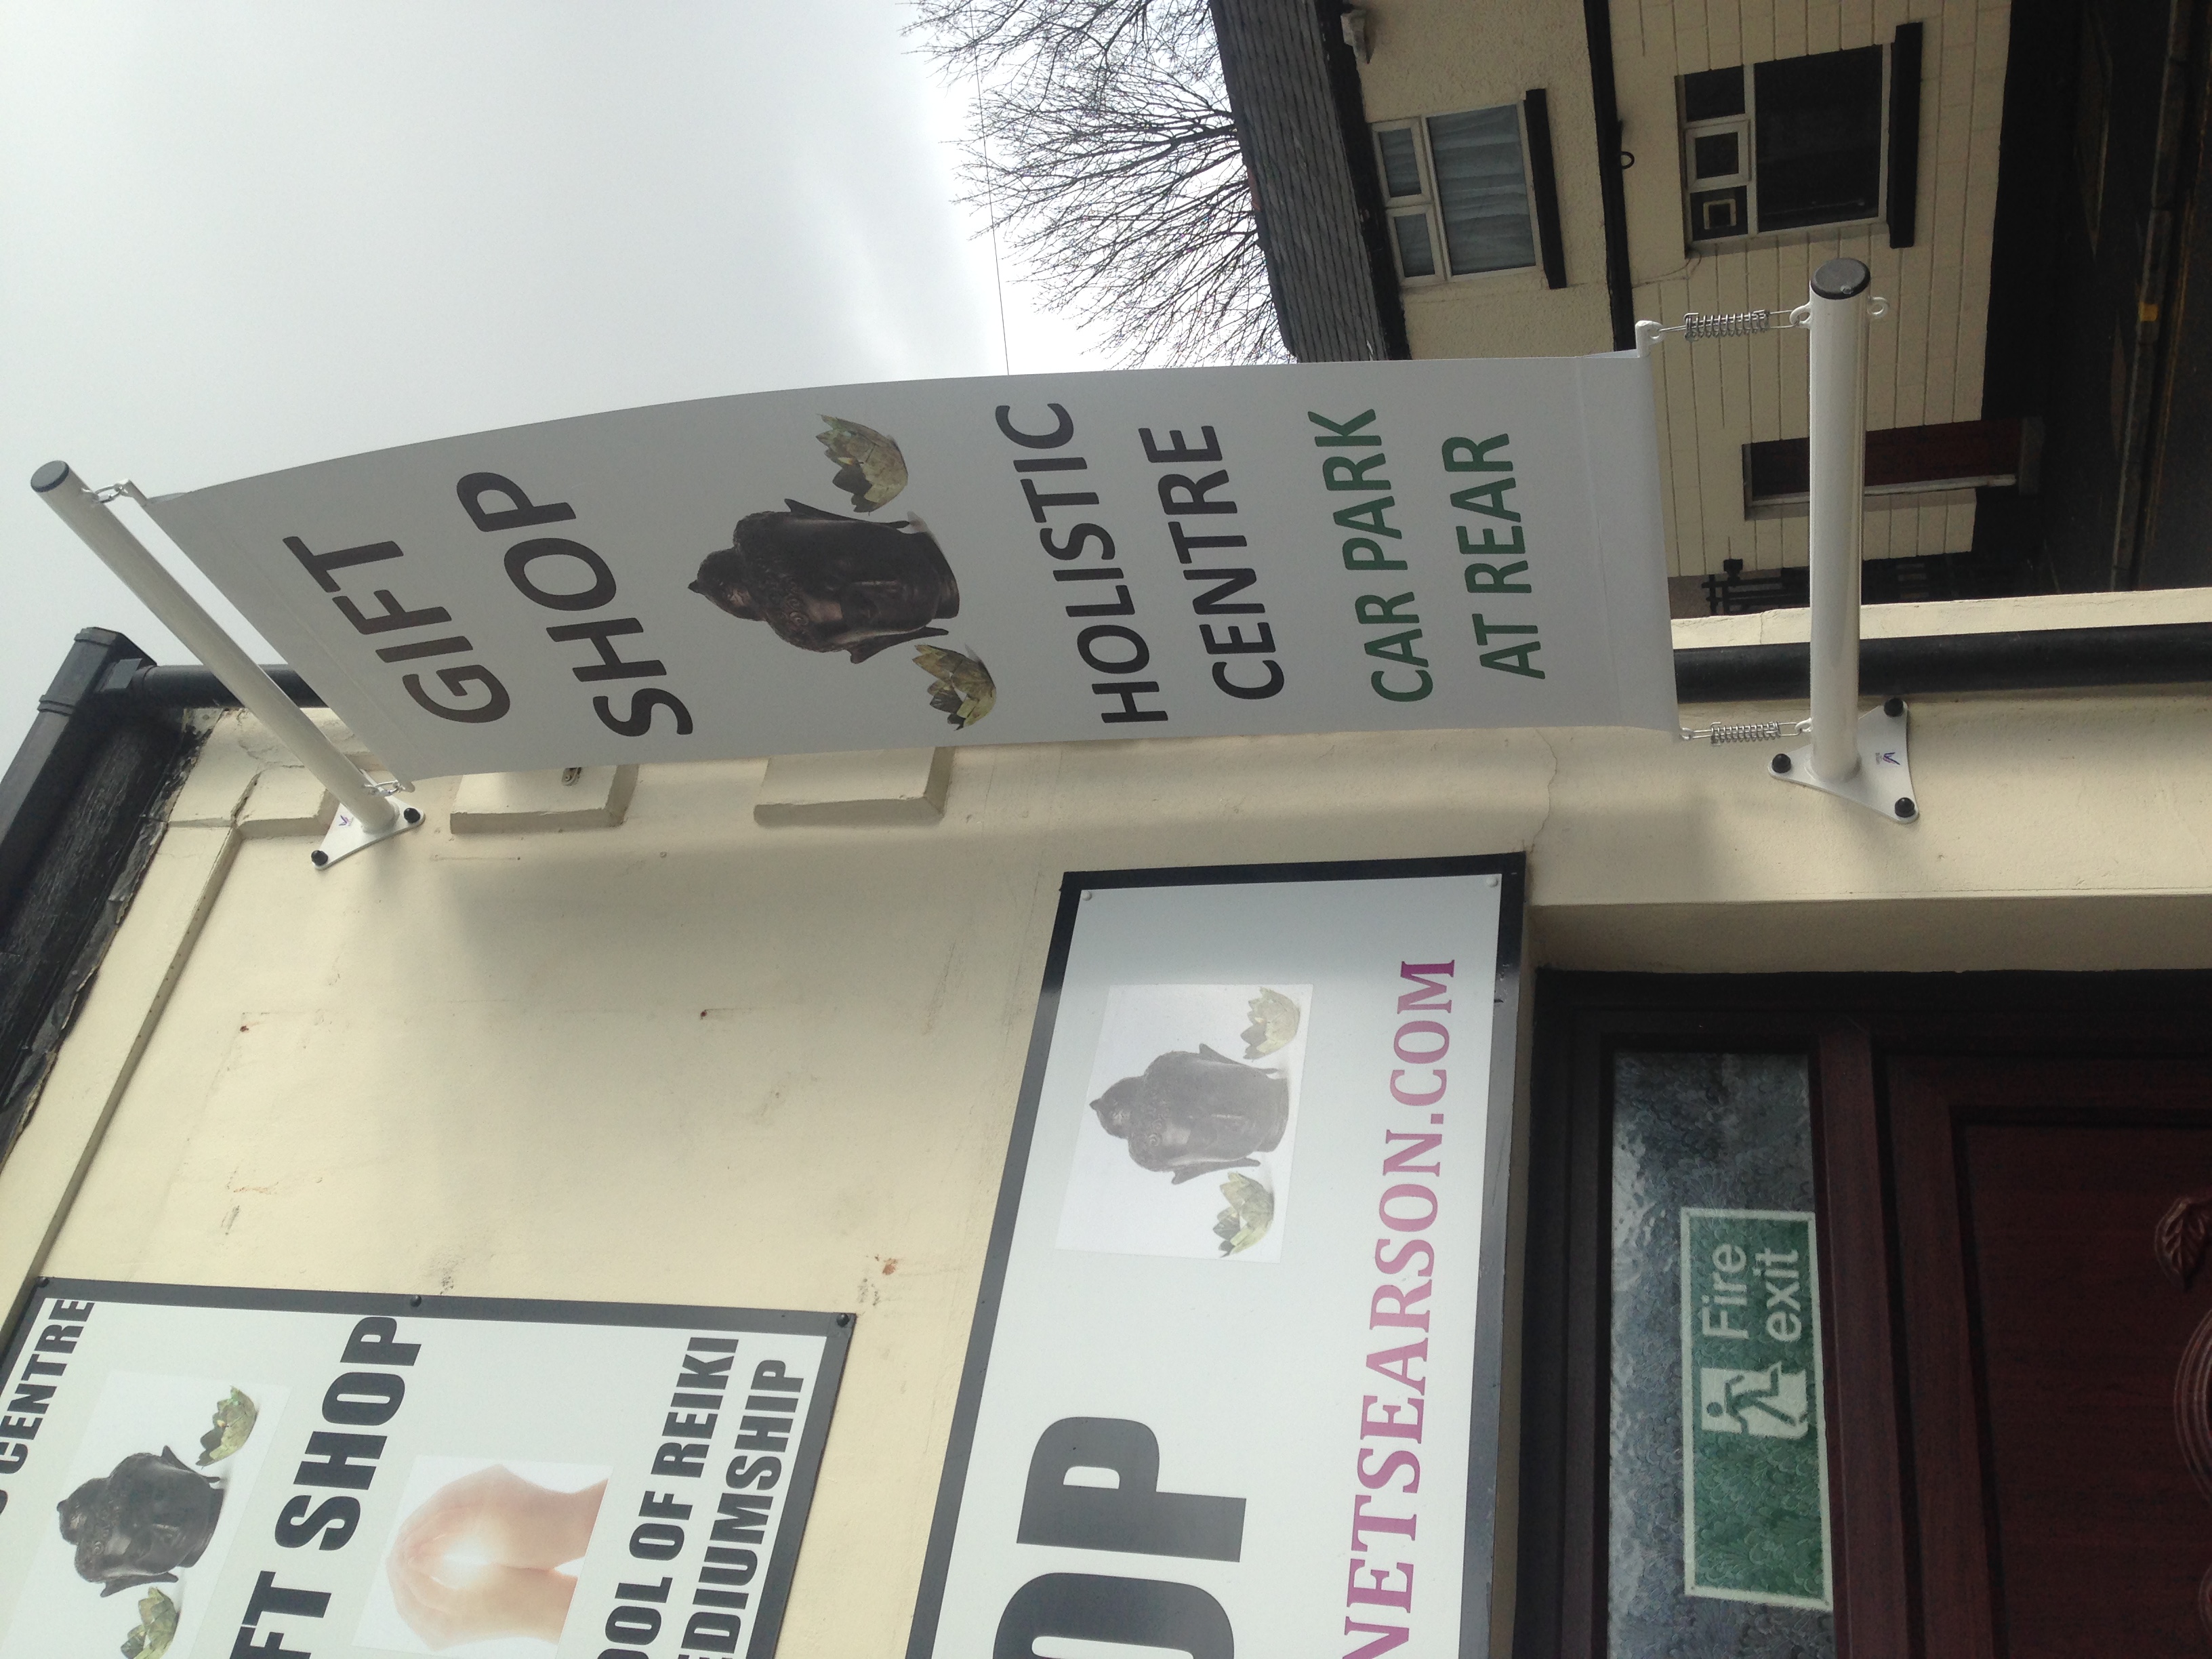 GIFT
SHOP
HOLISTIC
CENTRE
CAR PARK
AT REAR
CENTRE
FT SHOP
OOL OF REIKI
EDIUMSHIP
OP
NETSEARSON.COM
Fire
exit